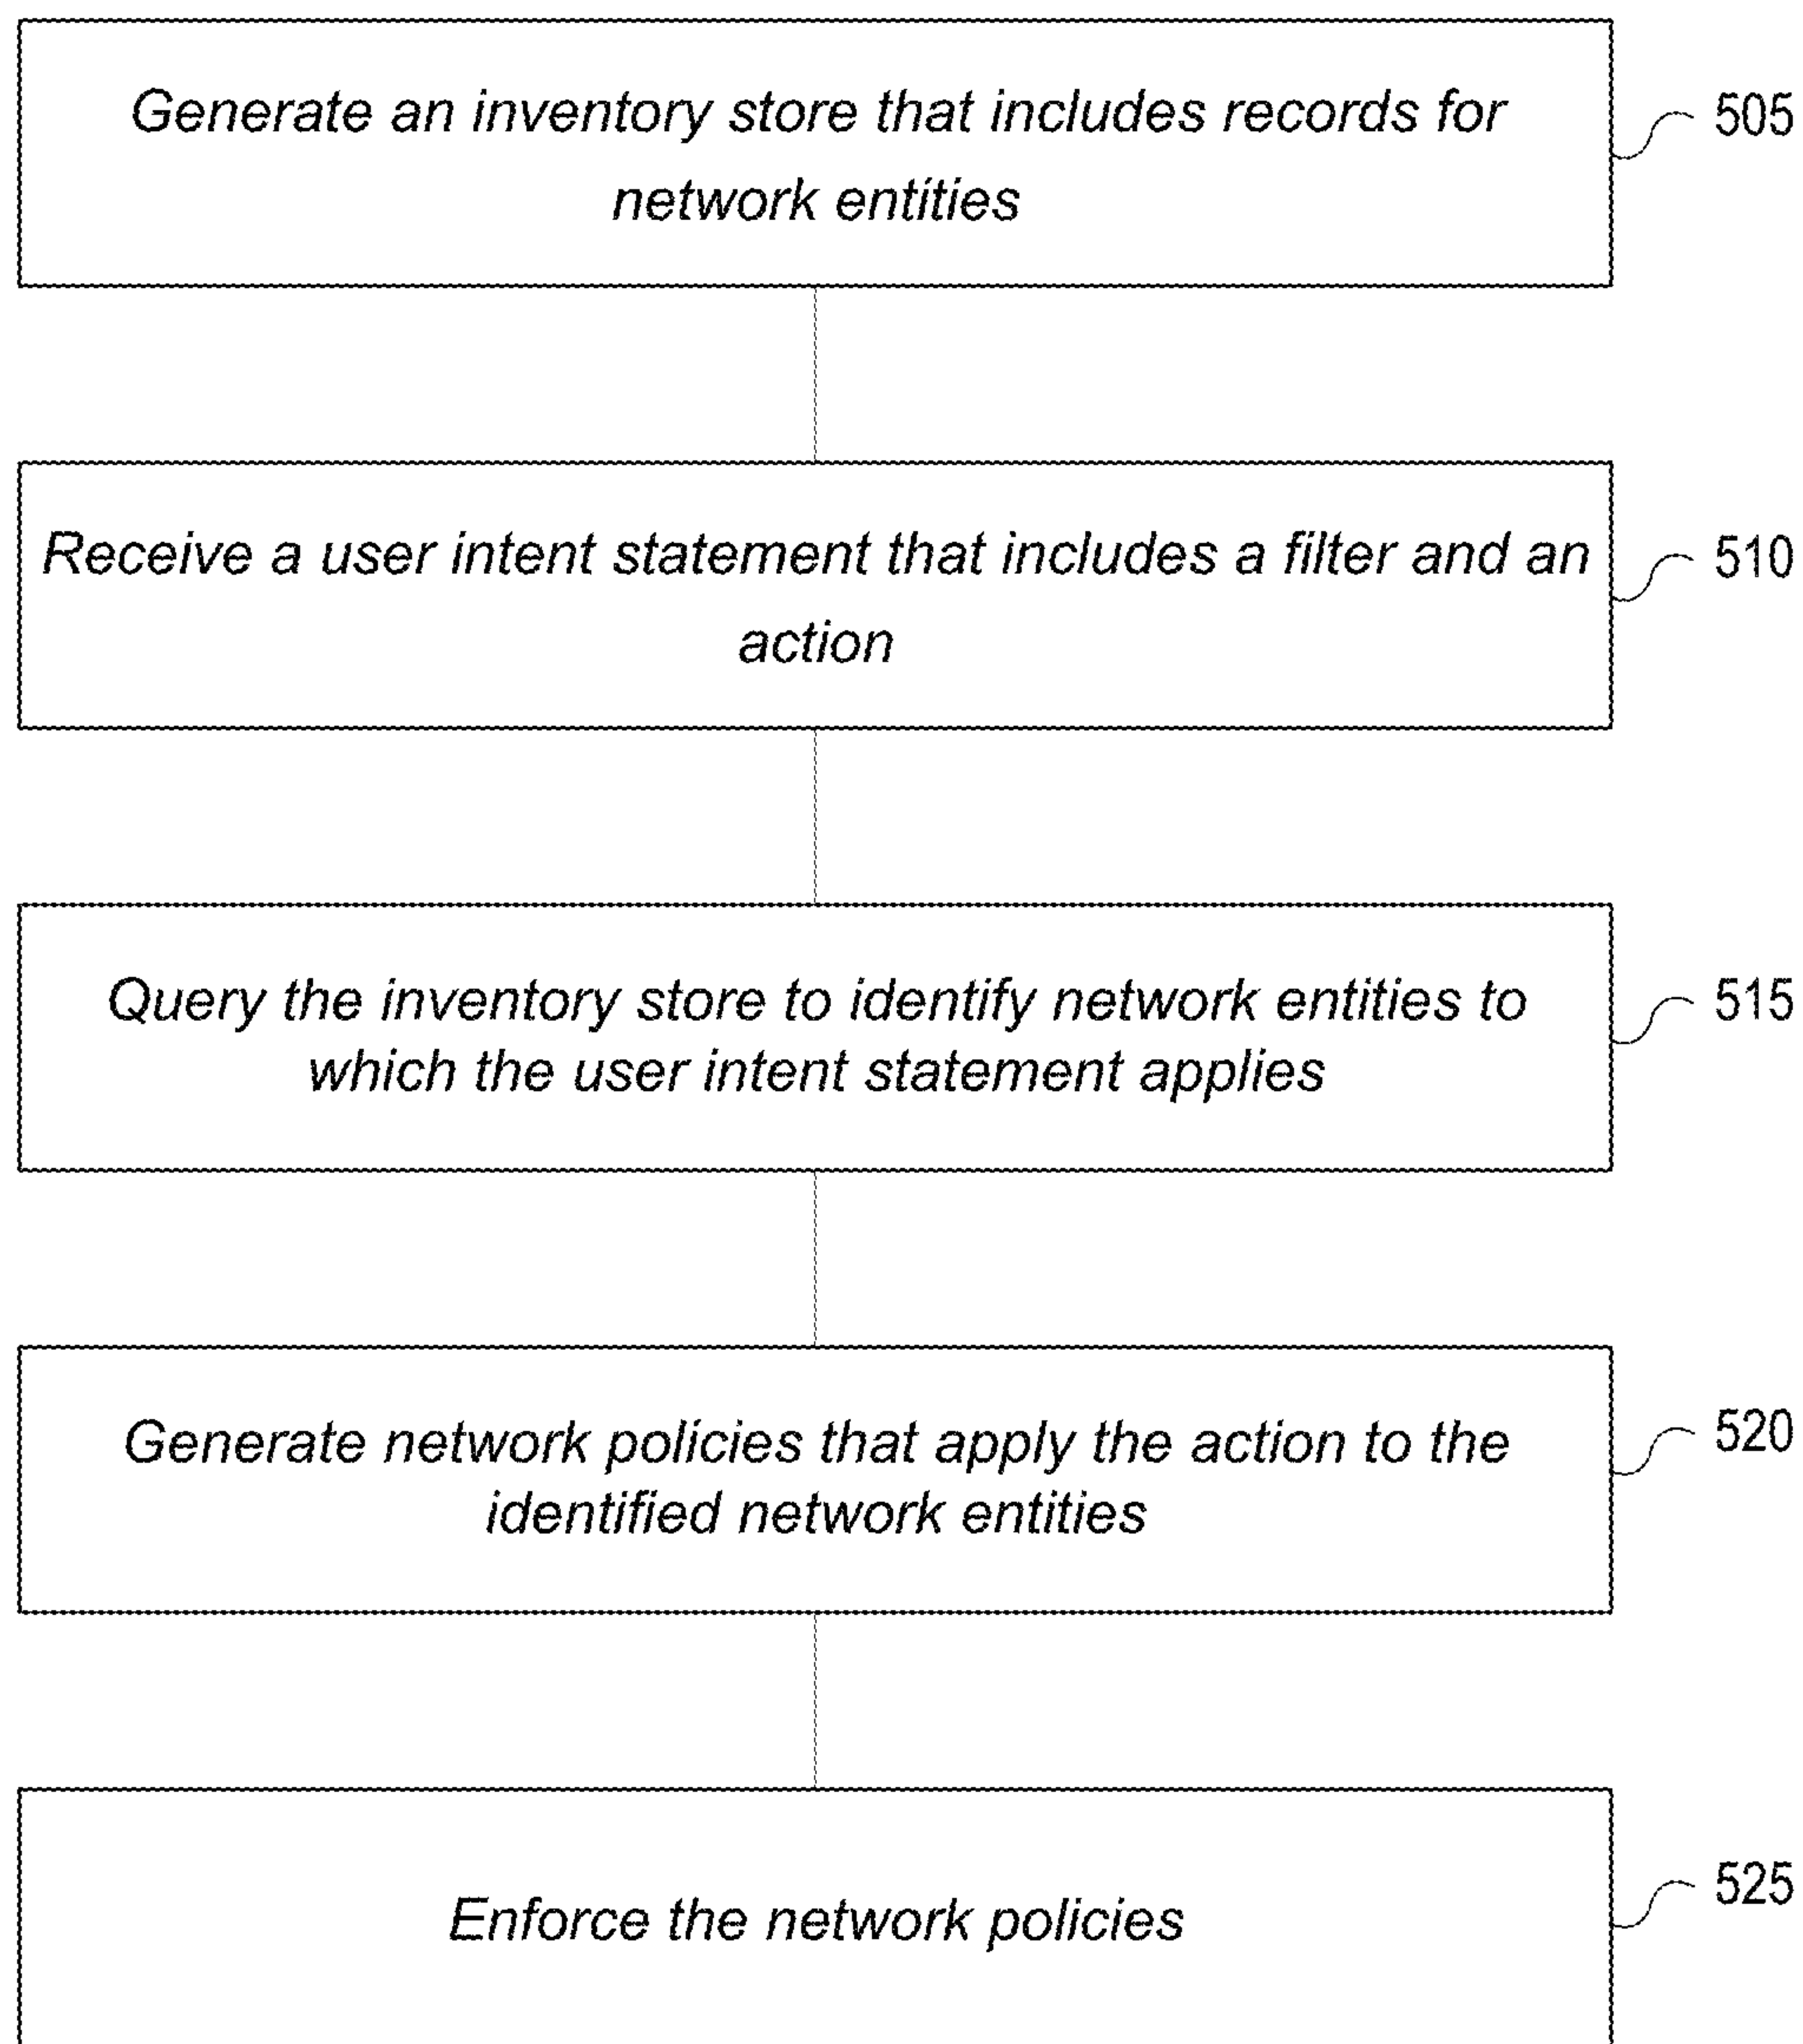 Generate an inventory store that includes records for
network entities
505
Receive a user intent statement that includes a filter and an
action
510
Query the inventory store to identify network entities to
which the user intent statement applies
515
Generate network policies that apply the action to the
identified network entities
520
Enforce the network policies
525